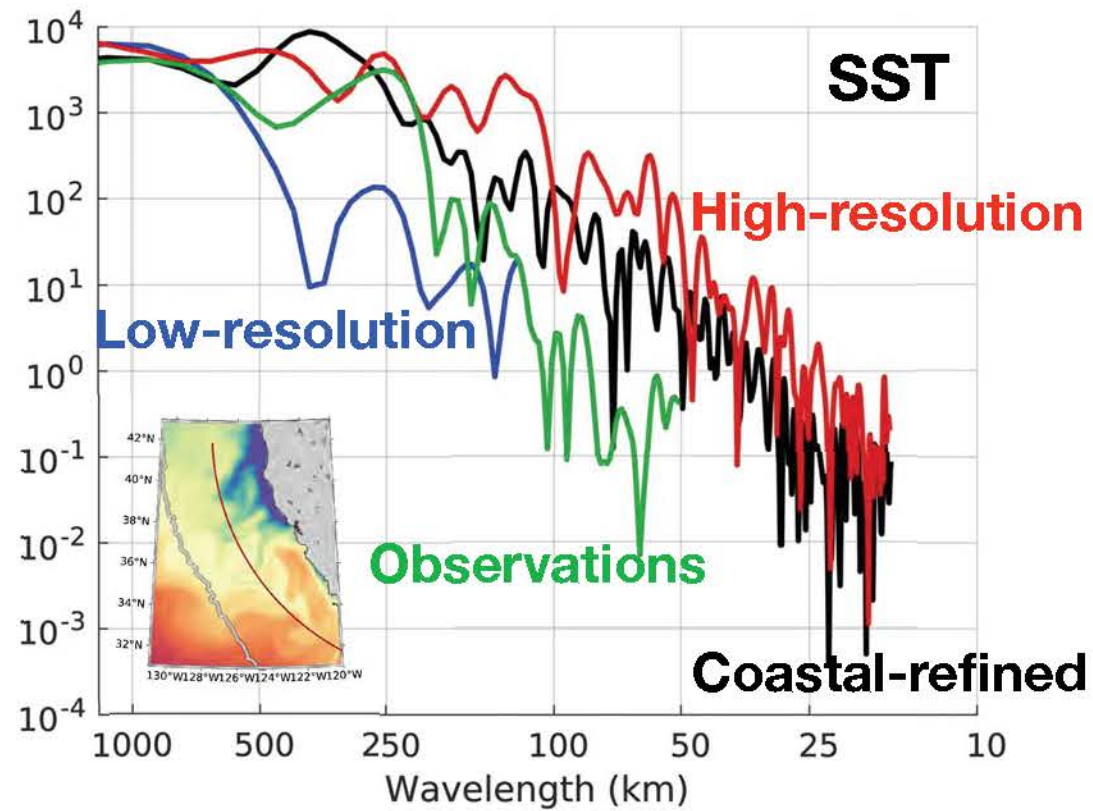 10^4
SST
10^3
10^2
High-resolution
10^1
Low-resolution
10^0
10^-1
42°N
40°N
38°N
36°N
34°N
32°N
130°W128°W126°W124°W122°W120°W
10^-2
Observations
10^-3
Coastal-refined
10^-4
1000 500 250 100 50 25 10
Wavelength (km)